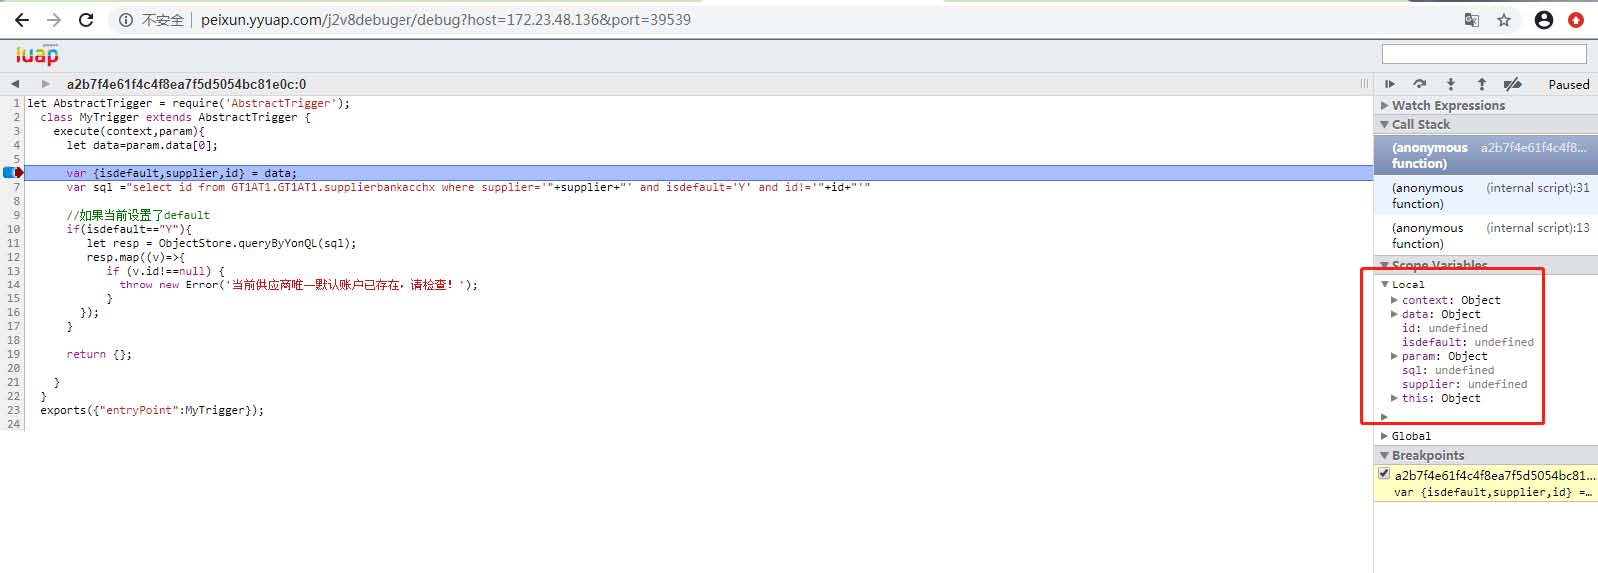 不安全 | peixun.yyuap.com/j2v8debuger/debug?host=172.23.48.136&port=39539
iuap
a2b7f4e61f4c4f8ea7f5d5054bc81e0c:0
Paused
1 let AbstractTrigger = require('AbstractTrigger');
2 class MyTrigger extends AbstractTrigger {
3 execute(context,param){
4 let data=param.data[0];
5
var {isdefault,supplier,id} = data;
7 var sql ="select id from GT1AT1.GT1AT1.supplierbankacchx where supplier='"+supplier+"' and isdefault='Y' and id!='"+id+"'"
8
9 //如果当前设置了default
10 if(isdefault=="Y"){
11 let resp = ObjectStore.queryByYonQL(sql);
12 resp.map((v)=>{
13 if (v.id!==null) {
14 throw new Error('当前供应商唯一默认账户已存在，请检查！');
15 }
16 });
17 }
18
19 return {};
20
21 }
22 }
23 exports({"entryPoint":MyTrigger});
24
Watch Expressions
Call Stack
(anonymous function) a2b7f4e61f4c4f8...
(anonymous function) (internal script):31
(anonymous function) (internal script):13
Scope Variables
Local
context: Object
data: Object
id: undefined
isdefault: undefined
param: Object
sql: undefined
supplier: undefined
this: Object
Global
Breakpoints
a2b7f4e61f4c4f8ea7f5d5054bc81...
var {isdefault,supplier,id} =...